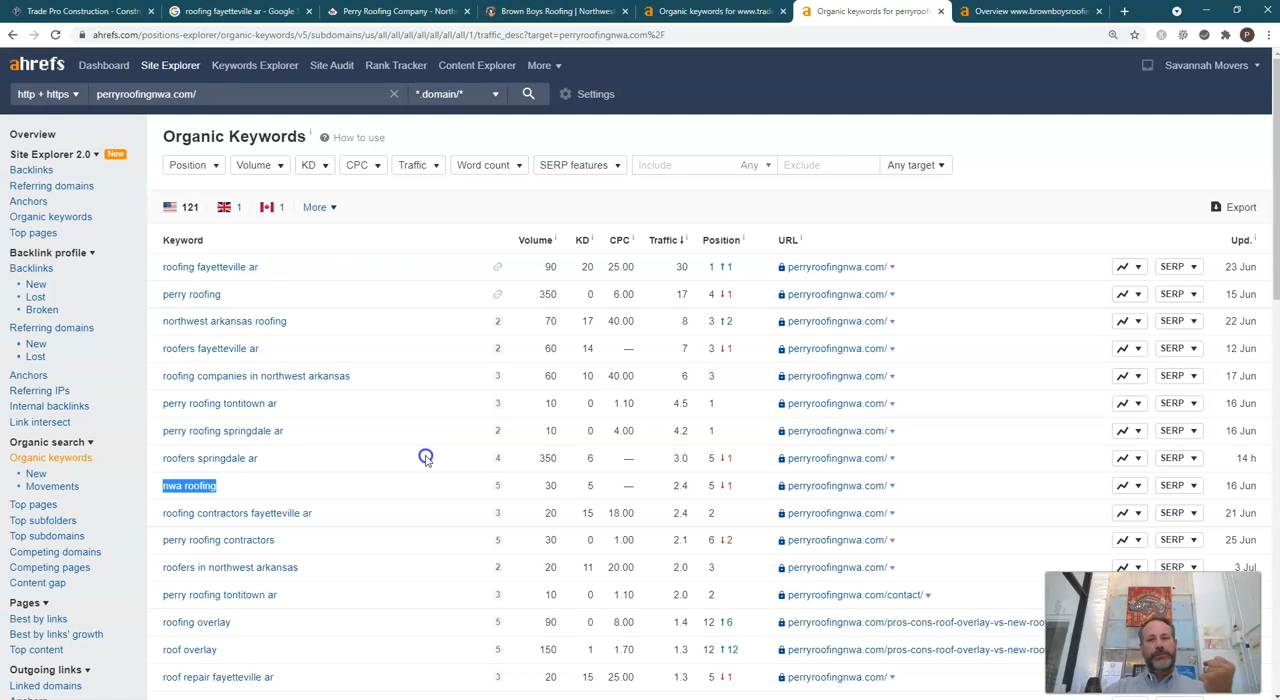 Trade Pro Construction - Comme
roofing fayetteville ar - Google S
Perry Roofing Company - Northw
Brown Boys Roofing | Northwest
Organic keywords for www.trade
Organic keywords for perryroofin
Overview www.brownboysroofin
ahrefs.com/positions-explorer/organic-keywords/v5/subdomains/us/all/all/all/all/all/all/all/1/traffic_desc?target=perryroofingnwa.com%2F
ahrefs Dashboard Site Explorer Keywords Explorer Site Audit Rank Tracker Content Explorer More Savannah Movers
http + https perryroofingnwa.com/ *.domain/* Settings
Overview
Site Explorer 2.0 New
Backlinks
Referring domains
Anchors
Organic keywords
Top pages
Backlink profile
Backlinks
New
Lost
Broken
Referring domains
New
Lost
Anchors
Referring IPs
Internal backlinks
Link intersect
Organic search
Organic keywords
New
Movements
Top pages
Top subfolders
Top subdomains
Competing domains
Competing pages
Content gap
Pages
Best by links
Best by links' growth
Top content
Outgoing links
Linked domains
Organic Keywords i ? How to use
Position Volume KD CPC Traffic Word count SERP features Include Any Exclude Any target
121 1 1 More Export
Keyword Volume KD CPC Traffic Position URL Upd.
roofing fayetteville ar 90 20 25.00 30 1 ↑1 perryroofingnwa.com/ SERP 23 Jun
perry roofing 350 0 6.00 17 4 ↓1 perryroofingnwa.com/ SERP 15 Jun
northwest arkansas roofing 2 70 17 40.00 8 3 ↑2 perryroofingnwa.com/ SERP 22 Jun
roofers fayetteville ar 2 60 14 — 7 3 ↓1 perryroofingnwa.com/ SERP 12 Jun
roofing companies in northwest arkansas 3 60 10 40.00 6 3 perryroofingnwa.com/ SERP 17 Jun
perry roofing tontitown ar 3 10 0 1.10 4.5 1 perryroofingnwa.com/ SERP 16 Jun
perry roofing springdale ar 2 10 0 4.00 4.2 1 perryroofingnwa.com/ SERP 16 Jun
roofers springdale ar 4 350 6 — 3.0 5 ↓1 perryroofingnwa.com/ SERP 14 h
nwa roofing 5 30 5 — 2.4 5 ↓1 perryroofingnwa.com/ SERP 16 Jun
roofing contractors fayetteville ar 3 20 15 18.00 2.4 2 perryroofingnwa.com/ SERP 21 Jun
perry roofing contractors 5 30 0 1.00 2.1 6 ↓2 perryroofingnwa.com/ SERP 25 Jun
roofers in northwest arkansas 2 20 11 20.00 2.0 3 perryroofingnwa.com/ SERP 3 Jul
perry roofing tontitown ar 3 10 0 1.10 2.0 2 perryroofingnwa.com/contact/
roofing overlay 5 90 0 8.00 1.4 12 ↑6 perryroofingnwa.com/pros-cons-roof-overlay-vs-new-roo
roof overlay 5 150 1 1.70 1.3 12 ↑12 perryroofingnwa.com/pros-cons-roof-overlay-vs-new-roo
roof repair fayetteville ar 3 20 15 25.00 1.3 5 ↓1 perryroofingnwa.com/